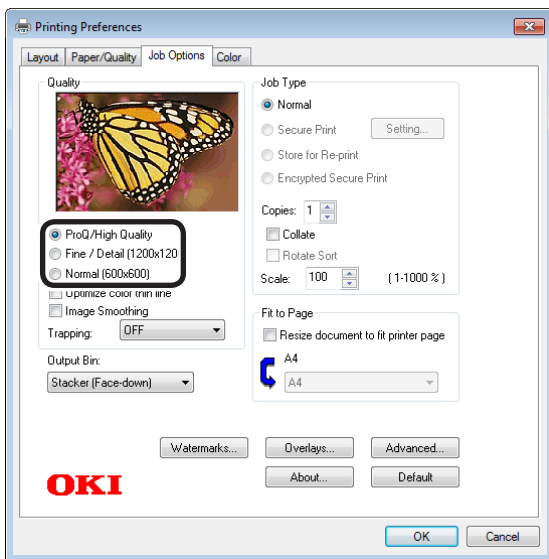 Printing Preferences
Layout Paper/Quality Job Options Color
Quality
ProQ/High Quality
Fine / Detail (1200x120
Normal (600x600)
Optimize color thin line
Image Smoothing
Trapping: OFF
Output Bin:
Stacker (Face-down)
Job Type
Normal
Secure Print Setting...
Store for Re-print
Encrypted Secure Print
Copies: 1
Collate
Rotate Sort
Scale: 100 (1-1000 %)
Fit to Page
Resize document to fit printer page
A4
A4
Watermarks... Overlays... Advanced...
OKI About... Default
OK Cancel